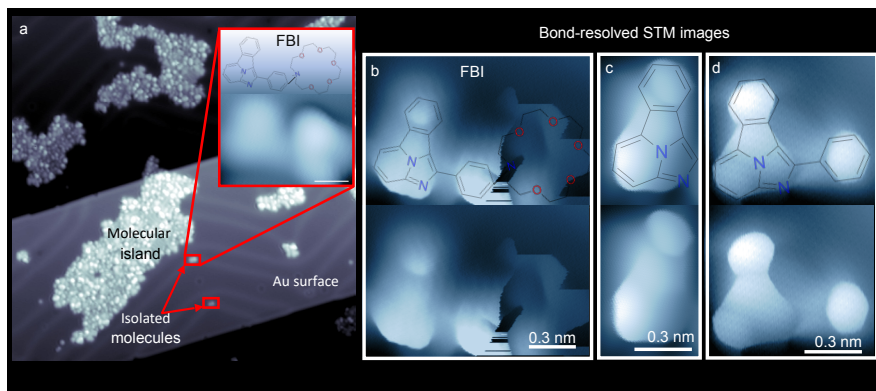 Bond-resolved STM images
a
FBI
N
O
O
O
O
O
Molecular
island
Au surface
Isolated
molecules
b
FBI
N
N
N
O
O
O
O
O
0.3 nm
c
N
N
0.3 nm
d
N
N
0.3 nm